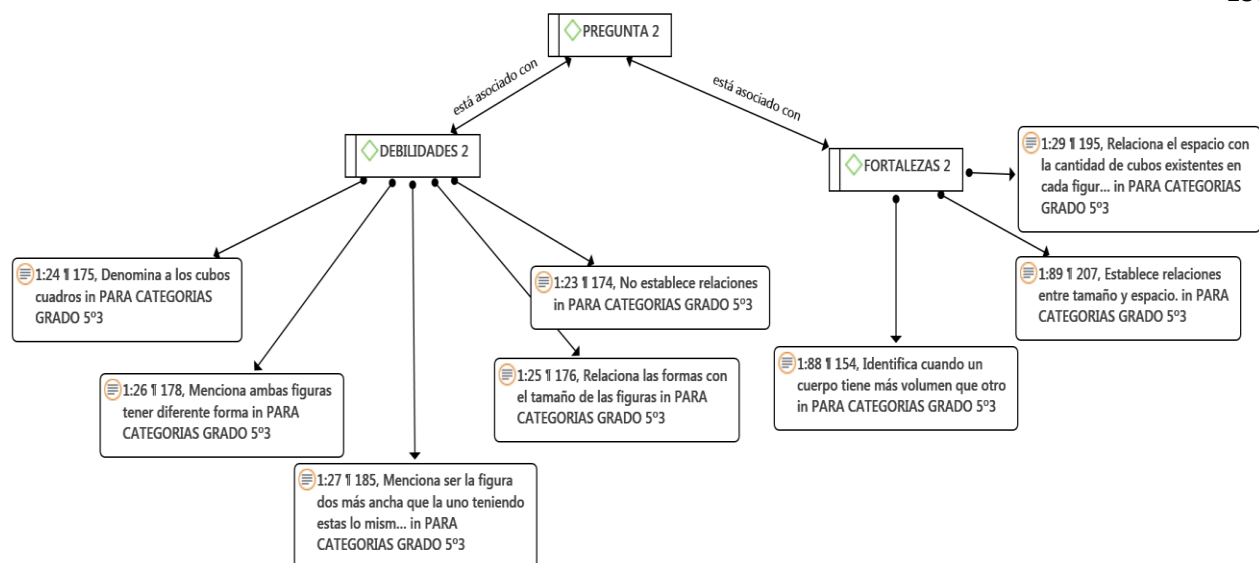 PREGUNTA 2
está asociado con
está asociado con
DEBILIDADES 2
FORTALEZAS 2
1:29 ¶ 195, Relaciona el espacio con
la cantidad de cubos existentes en
cada figur... in PARA CATEGORIAS
GRADO 5º3
1:24 ¶ 175, Denomina a los cubos
cuadros in PARA CATEGORIAS
GRADO 5º3
1:23 ¶ 174, No establece relaciones
in PARA CATEGORIAS GRADO 5º3
1:89 ¶ 207, Establece relaciones
entre tamaño y espacio. in PARA
CATEGORIAS GRADO 5º3
1:26 ¶ 178, Menciona ambas figuras
tener diferente forma in PARA
CATEGORIAS GRADO 5º3
1:25 ¶ 176, Relaciona las formas con
el tamaño de las figuras in PARA
CATEGORIAS GRADO 5º3
1:88 ¶ 154, Identifica cuando un
cuerpo tiene más volumen que otro
in PARA CATEGORIAS GRADO 5º3
1:27 ¶ 185, Menciona ser la figura
dos más ancha que la uno teniendo
estas lo mism... in PARA
CATEGORIAS GRADO 5º3